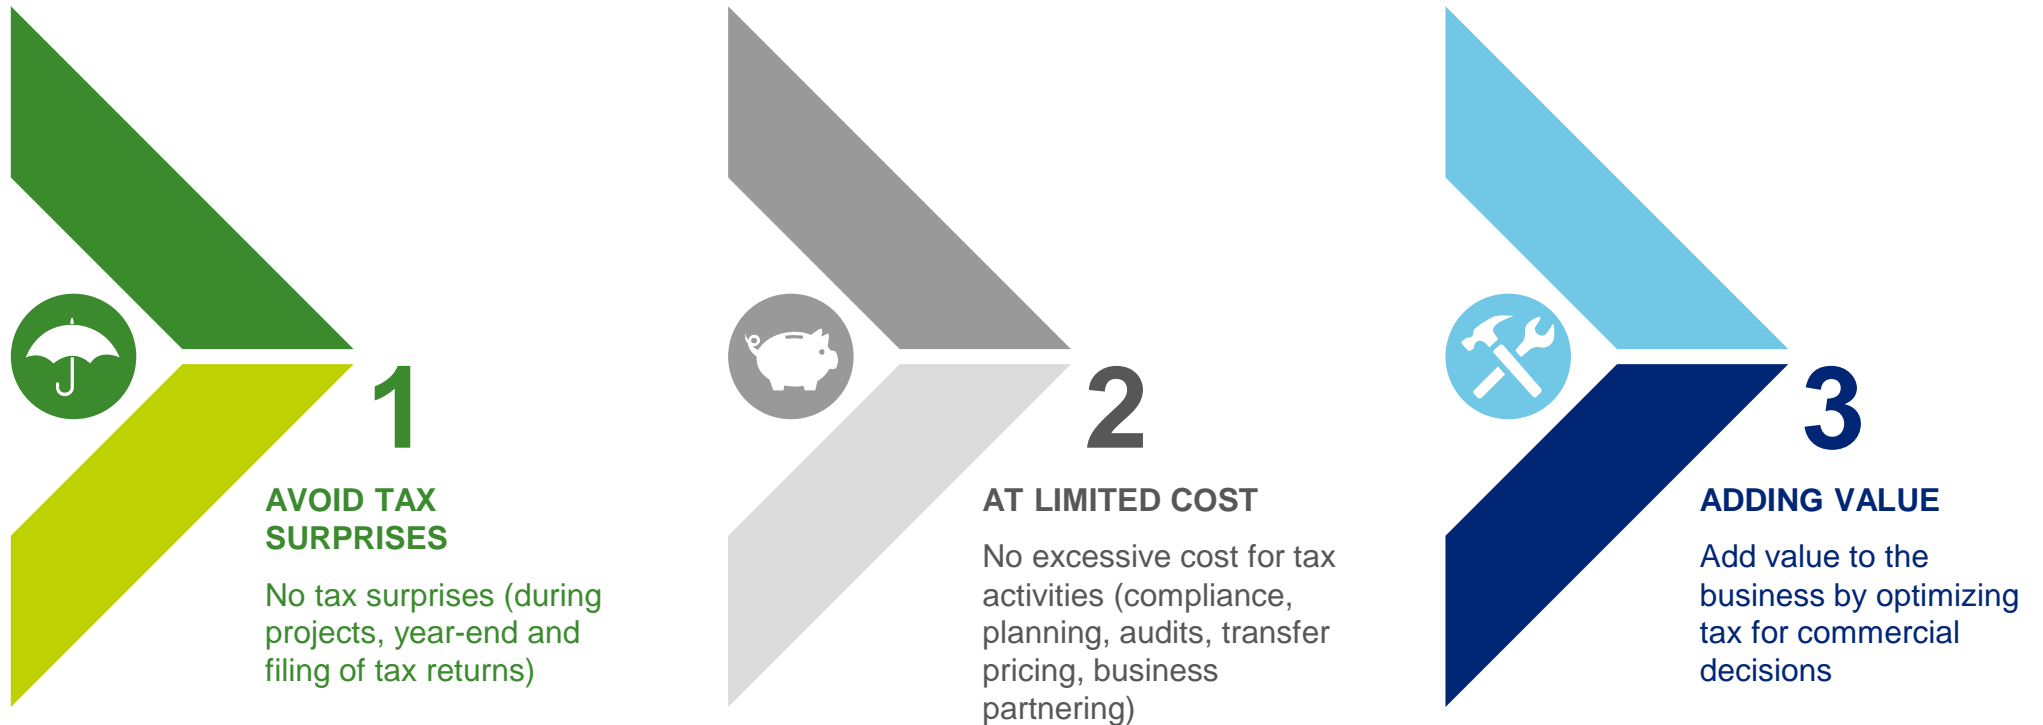 1
AVOID TAX
SURPRISES
No tax surprises (during
projects, year-end and
filing of tax returns)
2
AT LIMITED COST
No excessive cost for tax
activities (compliance,
planning, audits, transfer
pricing, business
partnering)
3
ADDING VALUE
Add value to the
business by optimizing
tax for commercial
decisions